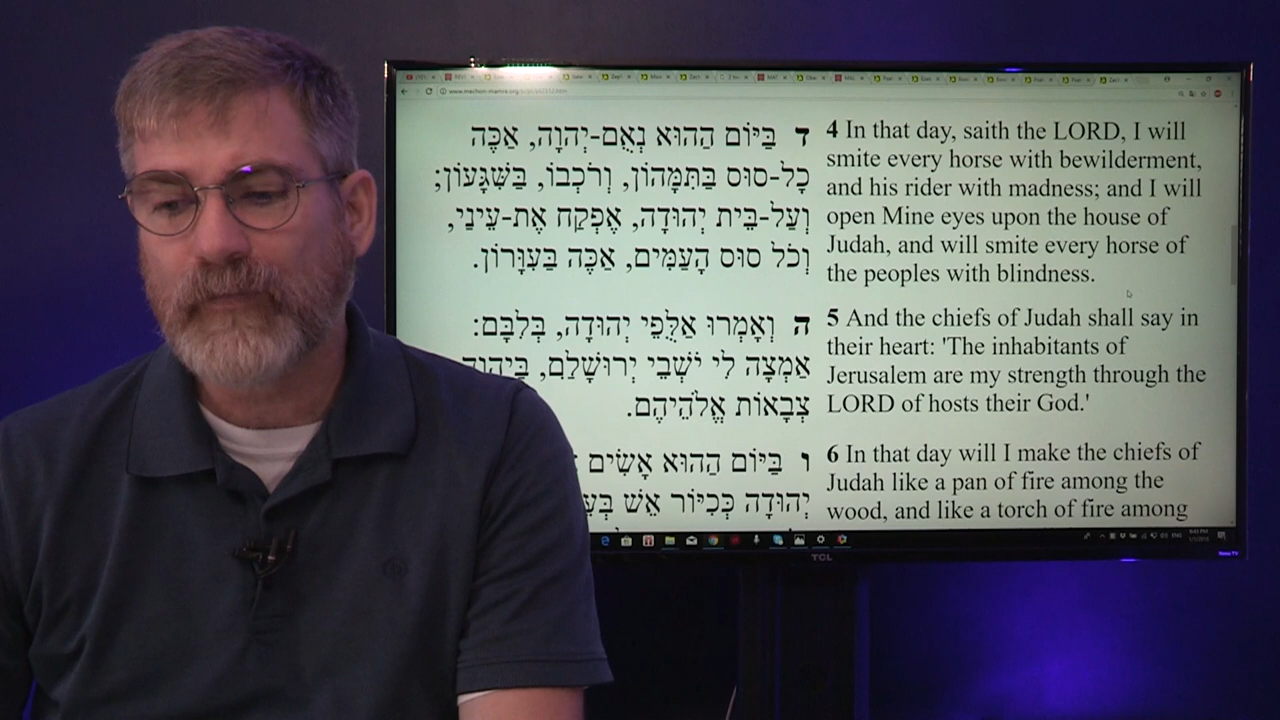 www.mechon-mamre.org
ד בַּיּוֹם הַהוּא נְאֻם-יְהוָה, אַכֶּה
כָל-סוּס בַּתִּמָּהוֹן, וְרֹכְבוֹ, בַּשִּׁגָּעוֹן;
וְעַל-בֵּית יְהוּדָה, אֶפְקַח אֶת-עֵינַי,
וְכֹל סוּס הָעַמִּים, אַכֶּה בַּעִוָּרוֹן.
4 In that day, saith the LORD, I will
smite every horse with bewilderment,
and his rider with madness; and I will
open Mine eyes upon the house of
Judah, and will smite every horse of
the peoples with blindness.
ה וְאָמְרוּ אַלֻּפֵי יְהוּדָה, בְּלִבָּם:
אַמְצָה לִי יֹשְׁבֵי יְרוּשָׁלִַם,
צְבָאוֹת אֱלֹהֵיהֶם.
5 And the chiefs of Judah shall say in
their heart: 'The inhabitants of
Jerusalem are my strength through the
LORD of hosts their God.'
ו בַּיּוֹם הַהוּא אָשִׂים
יְהוּדָה כְּכִיּוֹר אֵשׁ
6 In that day will I make the chiefs of
Judah like a pan of fire among the
wood, and like a torch of fire among
TCL